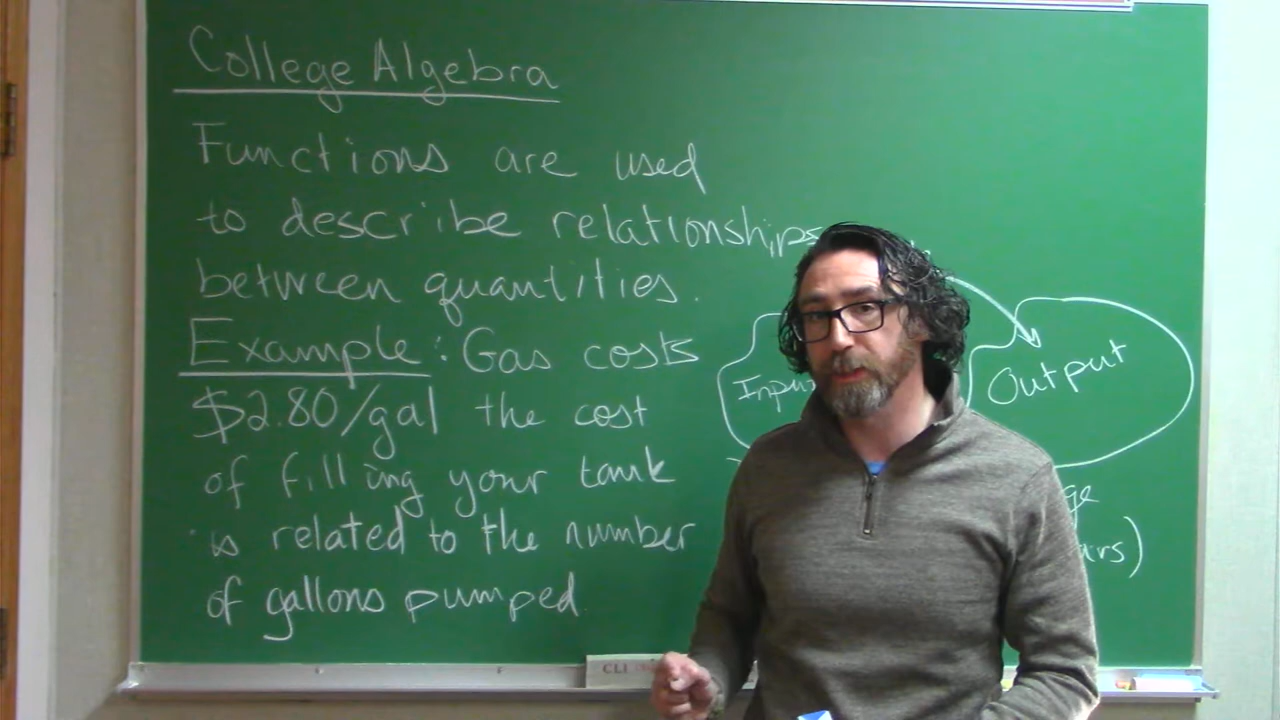 College Algebra
Functions are used
to describe relationships
between quantities.
Example: Gas costs
$2.80/gal the cost
of filling your tank
is related to the number
of gallons pumped
Output